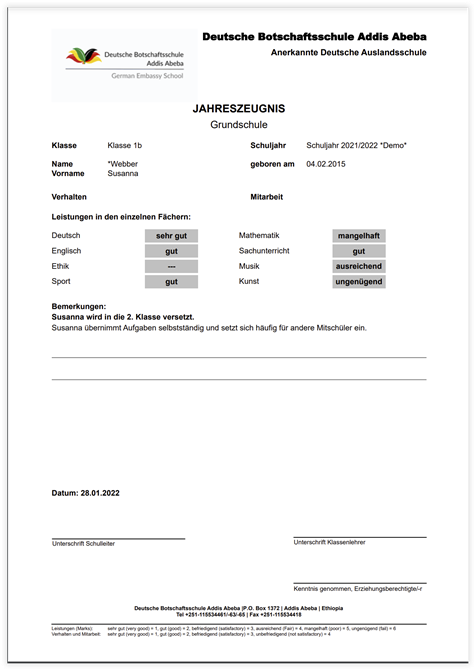 Deutsche Botschaftsschule Addis Abeba
Anerkannte Deutsche Auslandsschule
Deutsche Botschaftsschule
Addis Abeba
German Embassy School
JAHRESZEUGNIS
Grundschule
Klasse Klasse 1b Schuljahr Schuljahr 2021/2022 *Demo*
Name *Webber geboren am 04.02.2015
Vorname Susanna
Verhalten Mitarbeit
Leistungen in den einzelnen Fächern:
Deutsch sehr gut Mathematik mangelhaft
Englisch gut Sachunterricht gut
Ethik --- Musik ausreichend
Sport gut Kunst ungenügend
Bemerkungen:
Susanna wird in die 2. Klasse versetzt.
Susanna übernimmt Aufgaben selbstständig und setzt sich häufig für andere Mitschüler ein.
Datum: 28.01.2022
Unterschrift Schulleiter Unterschrift Klassenlehrer
Kenntnis genommen, Erziehungsberechtigte/-r
Deutsche Botschaftsschule Addis Abeba |P.O. Box 1372 | Addis Abeba | Ethiopia
Tel +251-115534461/-63/-65 | Fax +251-115534418
Leistungen (Marks): sehr gut (very good) = 1, gut (good) = 2, befriedigend (satisfactory) = 3, ausreichend (Fair) = 4, mangelhaft (poor) = 5, ungenügend (fail) = 6
Verhalten und Mitarbeit: sehr gut (very good) = 1, gut (good) = 2, befriedigend (satisfactory) = 3, unbefriedigend (not satisfactory) = 4